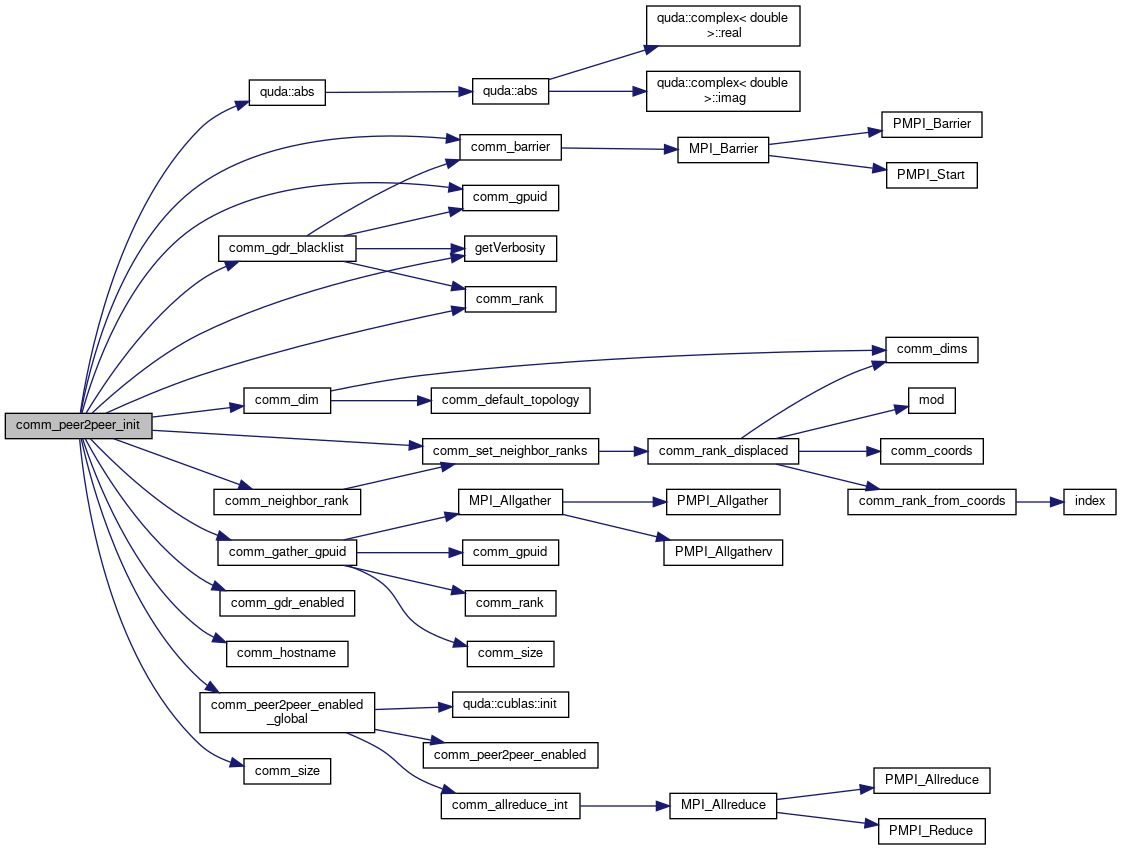 quda::complex< double
>::real
quda::abs
quda::abs
quda::complex< double
>::imag
PMPI_Barrier
comm_barrier
MPI_Barrier
PMPI_Start
comm_gpuid
comm_gdr_blacklist
getVerbosity
comm_rank
comm_dims
comm_dim
comm_default_topology
mod
comm_peer2peer_init
comm_set_neighbor_ranks
comm_rank_displaced
comm_coords
comm_neighbor_rank
MPI_Allgather
PMPI_Allgather
comm_rank_from_coords
index
comm_gather_gpuid
comm_gpuid
PMPI_Allgatherv
comm_gdr_enabled
comm_rank
comm_hostname
comm_size
comm_peer2peer_enabled
_global
quda::cublas::init
comm_peer2peer_enabled
comm_size
comm_allreduce_int
MPI_Allreduce
PMPI_Allreduce
PMPI_Reduce